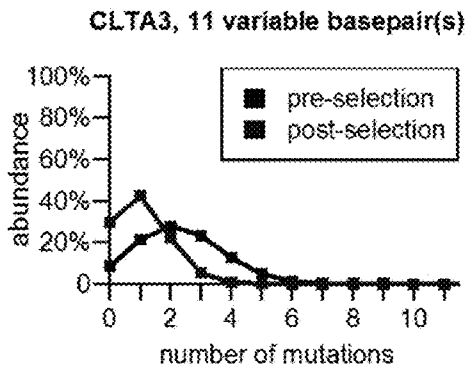 CLTA3, 11 variable basepair(s)
100%
80%
60%
40%
20%
0
abundance
pre-selection
post-selection
0 2 4 6 8 10
number of mutations